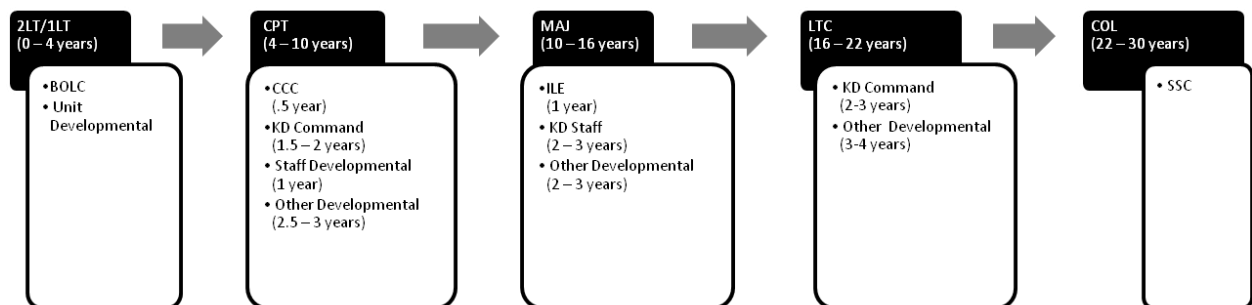 2LT/1LT
(0 – 4 years)
•BOLC
• Unit
Developmental
CPT
(4 – 10 years)
•CCC
(.5 year)
•KD Command
(1.5 – 2 years)
• Staff Developmental
(1 year)
• Other Developmental
(2.5 – 3 years)
MAJ
(10 – 16 years)
•ILE
(1 year)
• KD Staff
(2 – 3 years)
• Other Developmental
(2 – 3 years)
LTC
(16 – 22 years)
• KD Command
(2-3 years)
• Other Developmental
(3-4 years)
COL
(22 – 30 years)
• SSC